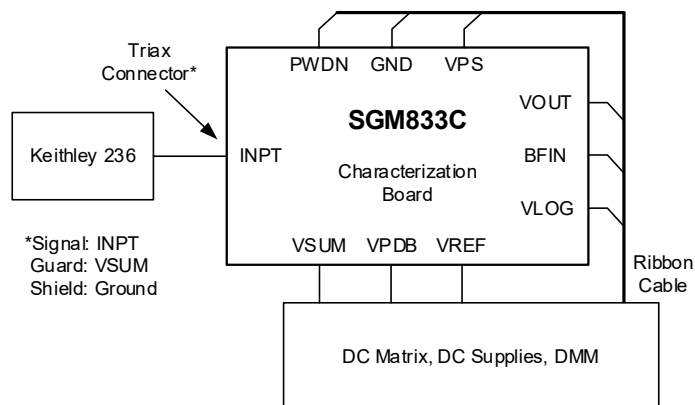 Triax
Connector*
PWDN GND VPS
VOUT
SGM833C
Keithley 236
INPT
BFIN
Characterization
Board
VLOG
*Signal: INPT
Guard: VSUM
Shield: Ground
VSUM VPDB VREF
Ribbon
Cable
DC Matrix, DC Supplies, DMM